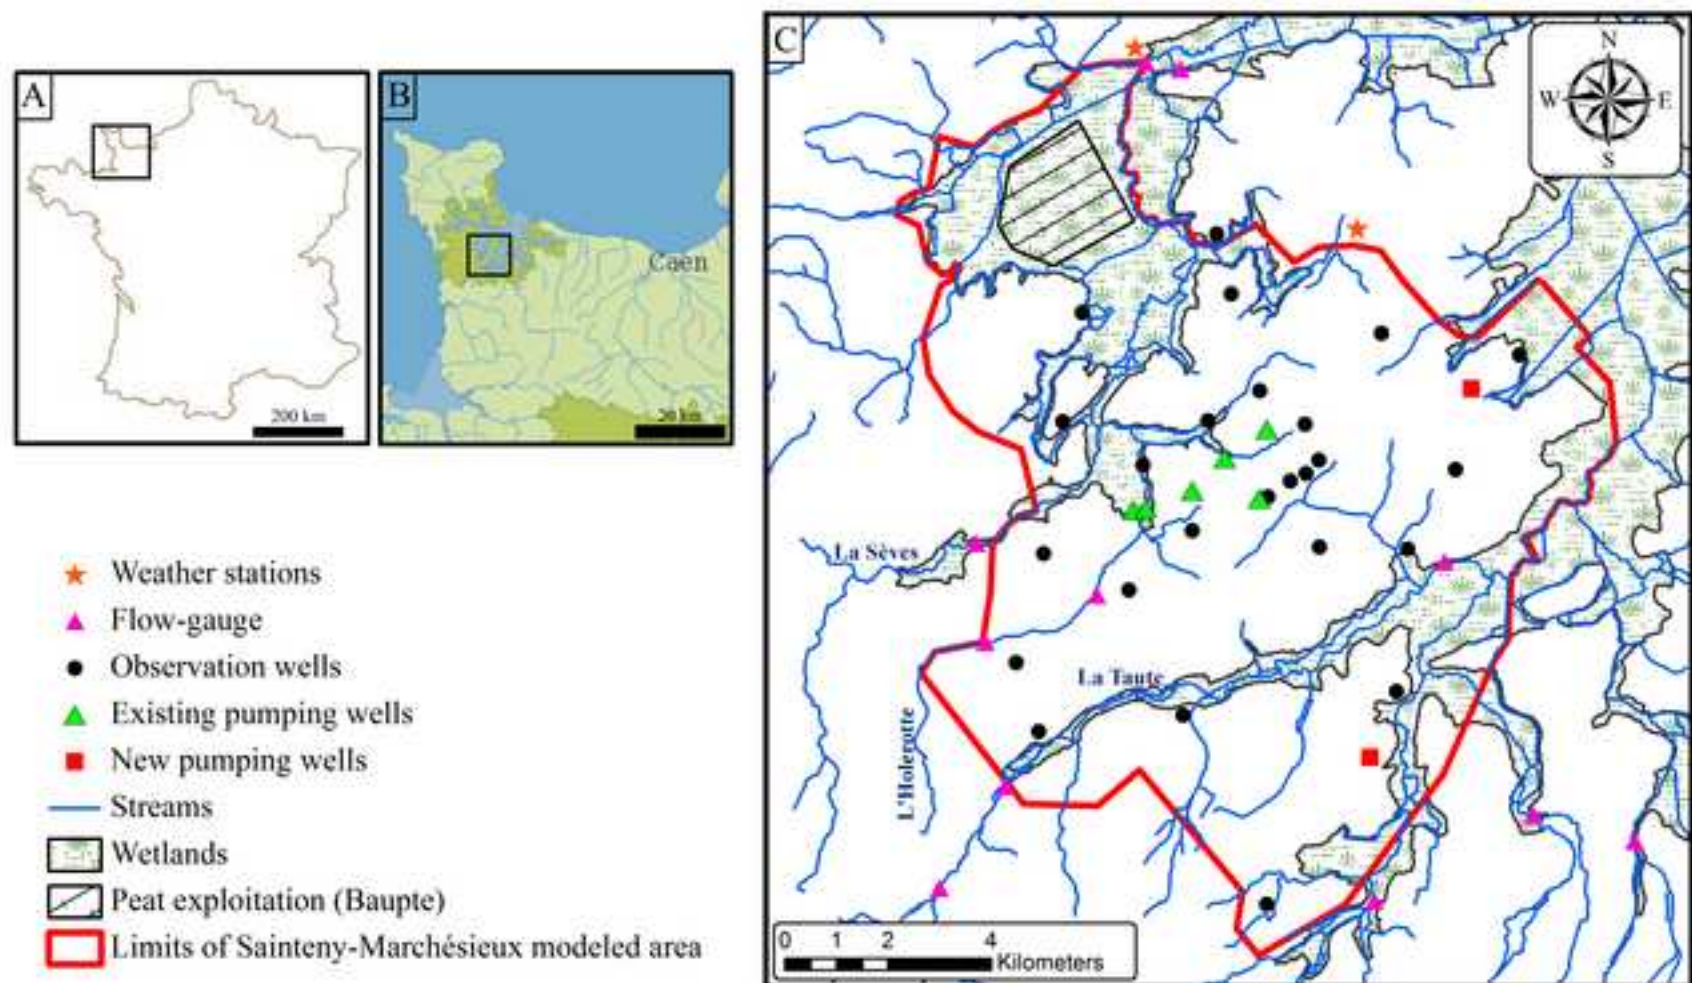 A
200 km
B
Caen
20 km
Weather stations
Flow-gauge
Observation wells
Existing pumping wells
New pumping wells
Streams
Wetlands
Peat exploitation (Baupte)
Limits of Sainteny-Marchésieux modeled area
C
N
W E
S
La Sèves
La Taute
L'Holerotte
0 1 2 4
Kilometers